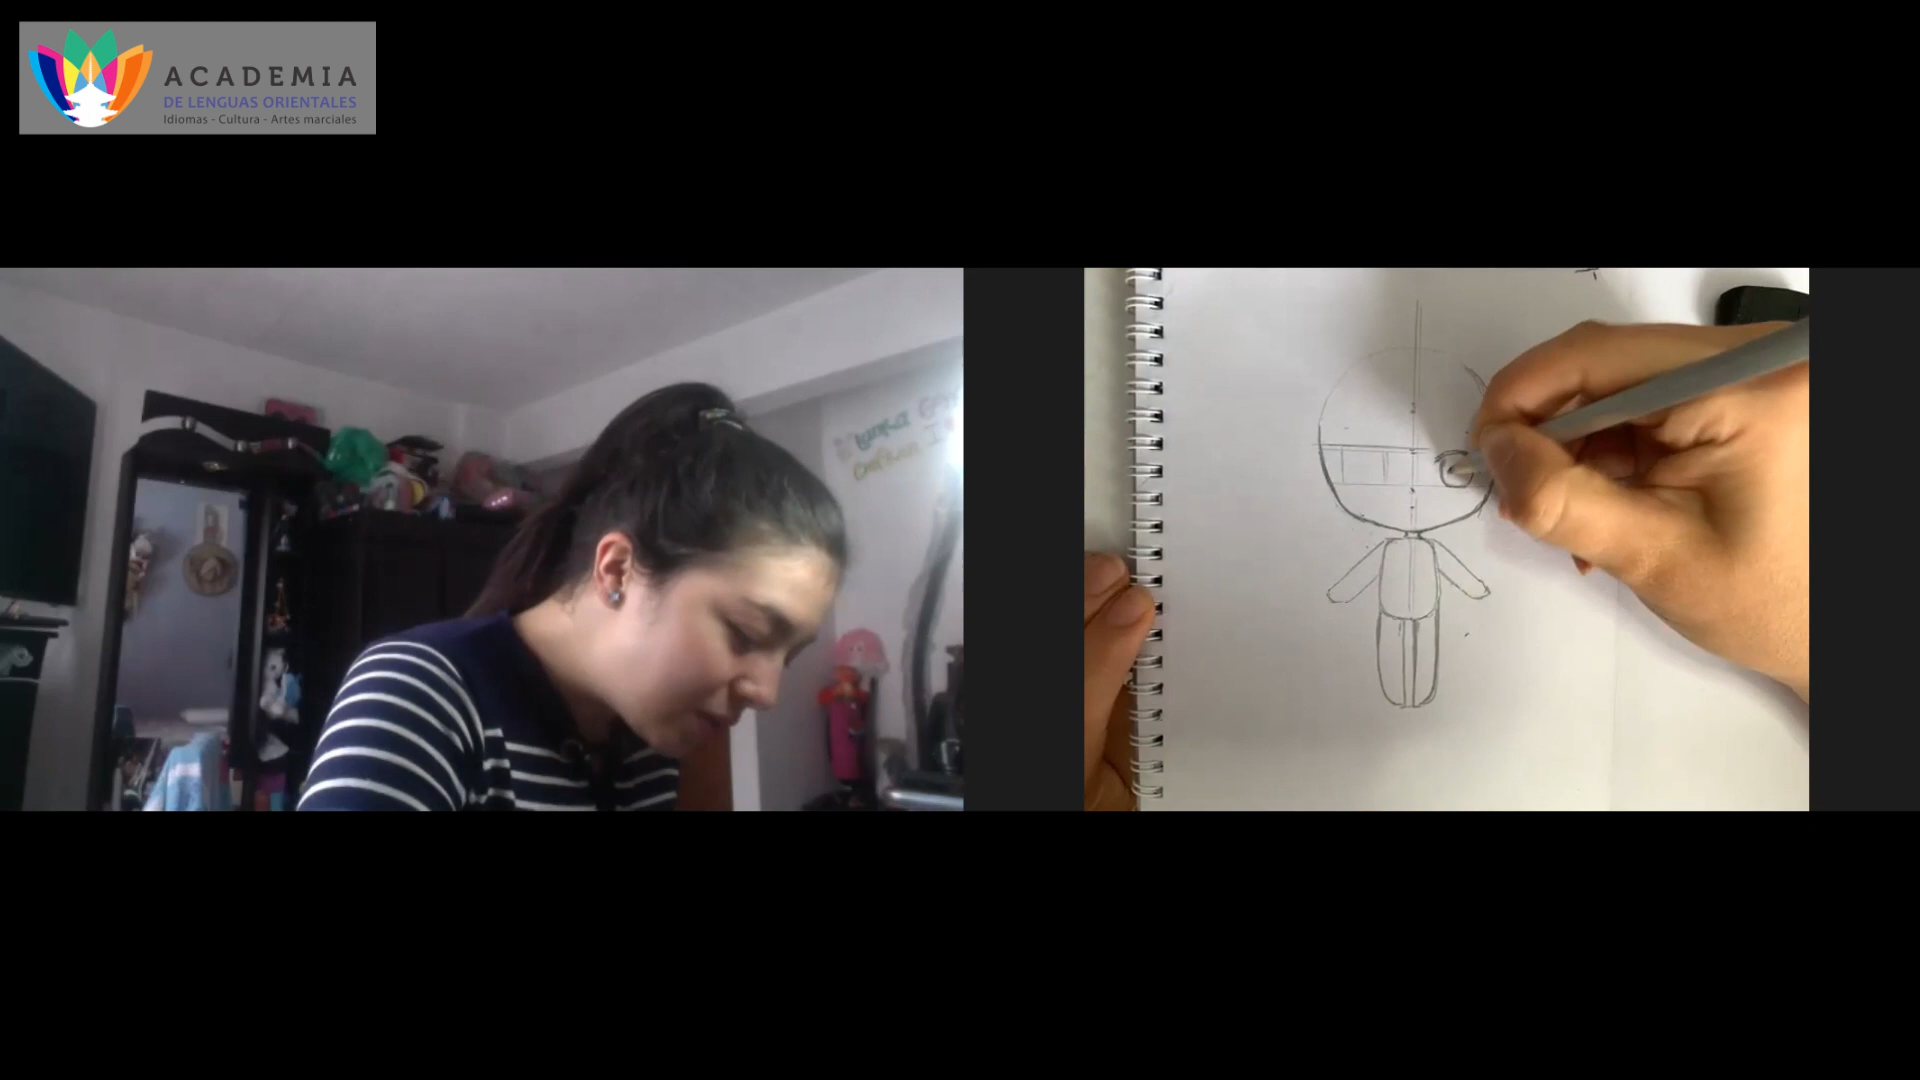 ACADEMIA
DE LENGUAS ORIENTALES
Idiomas - Cultura - Artes marciales